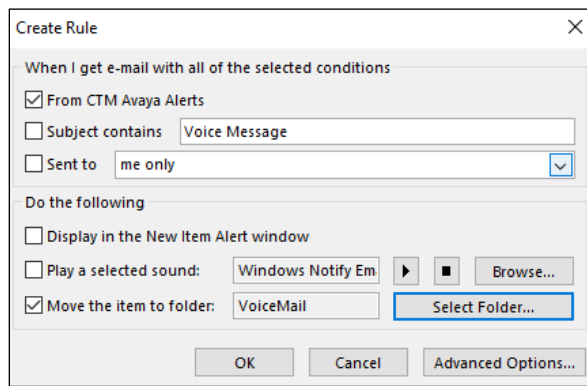 Create Rule
When I get e-mail with all of the selected conditions
From CTM Avaya Alerts
Subject contains Voice Message
Sent to me only
Do the following
Display in the New Item Alert window
Play a selected sound: Windows Notify Em Browse...
Move the item to folder: VoiceMail Select Folder...
OK Cancel Advanced Options...